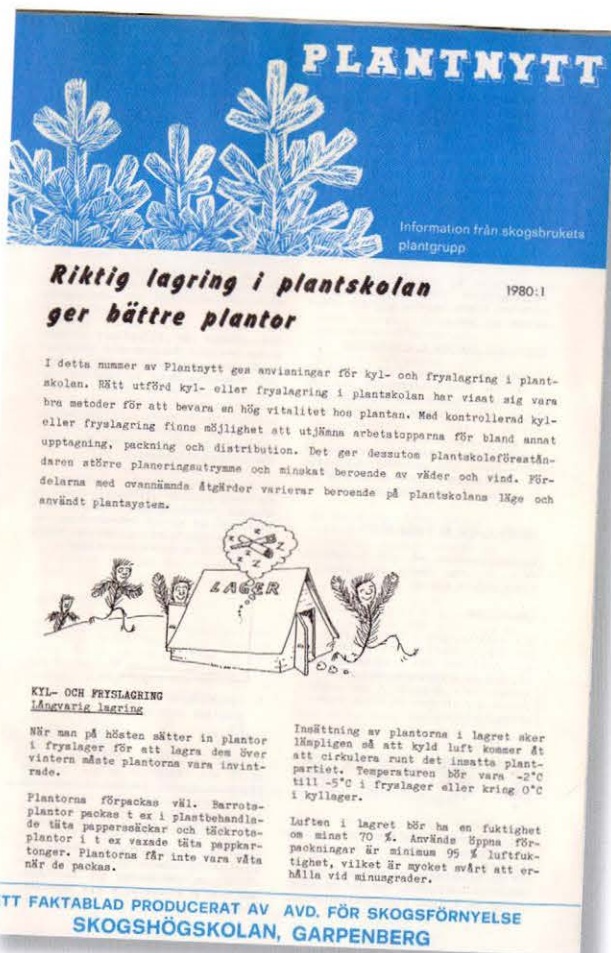 PLANTNYTT
Information från skogsbrukets
plantgrupp
Riktig lagring i plantskolan
ger bättre plantor
1980:1
I detta nummer av Plantnytt ges anvisningar för kyl- och fryslagring i plant-
skolan. Rätt utförd kyl- eller fryslagring i plantskolan har visat sig vara
bra metoder för att bevara en hög vitalitet hos plantan. Med kontrollerad kyl-
eller fryslagring finns möjlighet att utjämna arbetstopparna för bland annat
upptagning, packning och distribution. Det ger dessutom plantskoleförestån-
daren större planeringsutrymme och minskat beroende av väder och vind. För-
delarna med ovannämnda åtgärder varierar beroende på plantskolans läge och
använt plantsystem.
z z z z z z
LAGER
KYL- OCH FRYSLAGRING
Långvarig lagring
När man på hösten sätter in plantor
i fryslager för att lagra dem över
vintern måste plantorna vara invint-
rade.
Plantorna förpackas väl. Barrots-
plantor packas t ex i plastbehandla-
de täta papperssäckar och täckrots-
plantor i t ex vaxade täta pappkar-
tonger. Plantorna får inte vara våta
när de packas.
Insättning av plantorna i lagret sker
lämpligen så att kyld luft kommer åt
att cirkulera runt det insatta plant-
partiet. Temperaturen bör vara -2°C
till -5°C i fryslager eller kring 0°C
i kyllager.
Luften i lagret bör ha en fuktighet
om minst 70 %. Används öppna för-
packningar är minimum 95 % luftfuk-
tighet, vilket är mycket svårt att er-
hålla vid minusgrader.
TT FAKTABLAD PRODUCERAT AV AVD. FÖR SKOGSFÖRNYELSE
SKOGSHÖGSKOLAN, GARPENBERG